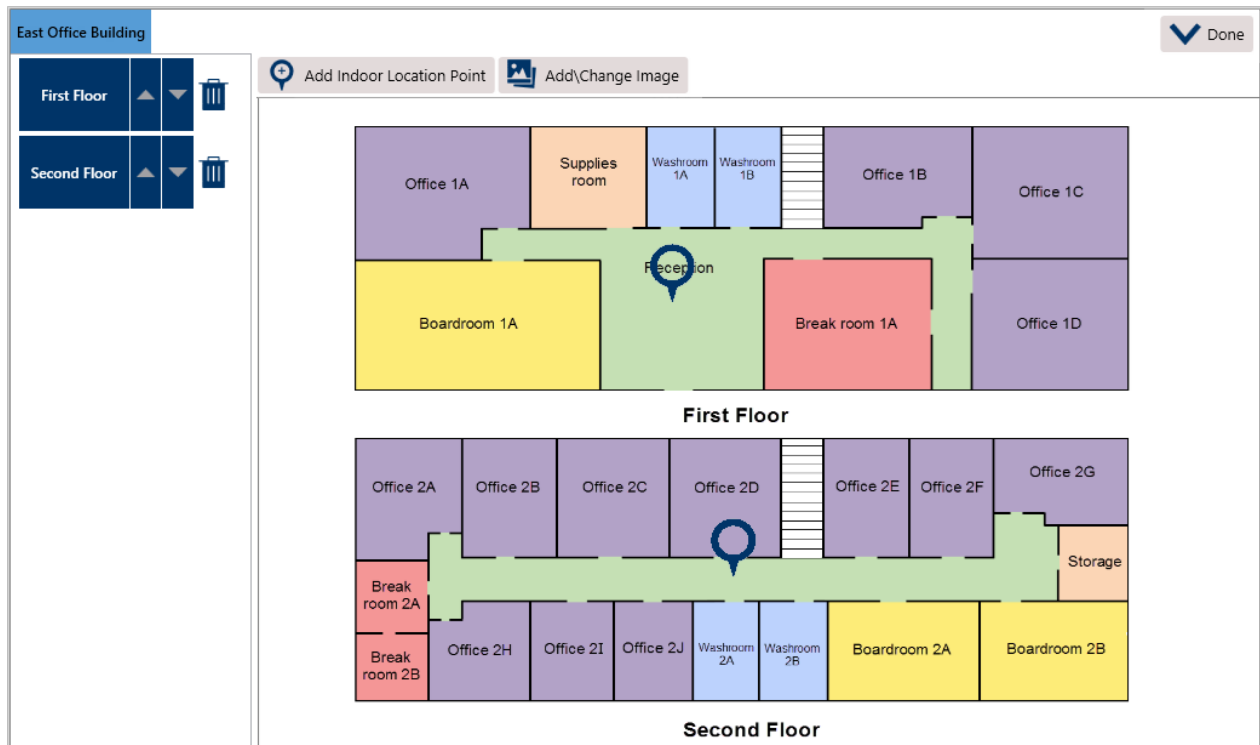 East Office Building
Done
First Floor
Second Floor
Add Indoor Location Point
Add\Change Image
Office 1A
Supplies
room
Washroom
1A
Washroom
1B
Office 1B
Office 1C
Reception
Boardroom 1A
Break room 1A
Office 1D
First Floor
Office 2A
Office 2B
Office 2C
Office 2D
Office 2E
Office 2F
Office 2G
Storage
Break
room 2A
Break
room 2B
Office 2H
Office 2I
Office 2J
Washroom
2A
Washroom
2B
Boardroom 2A
Boardroom 2B
Second Floor